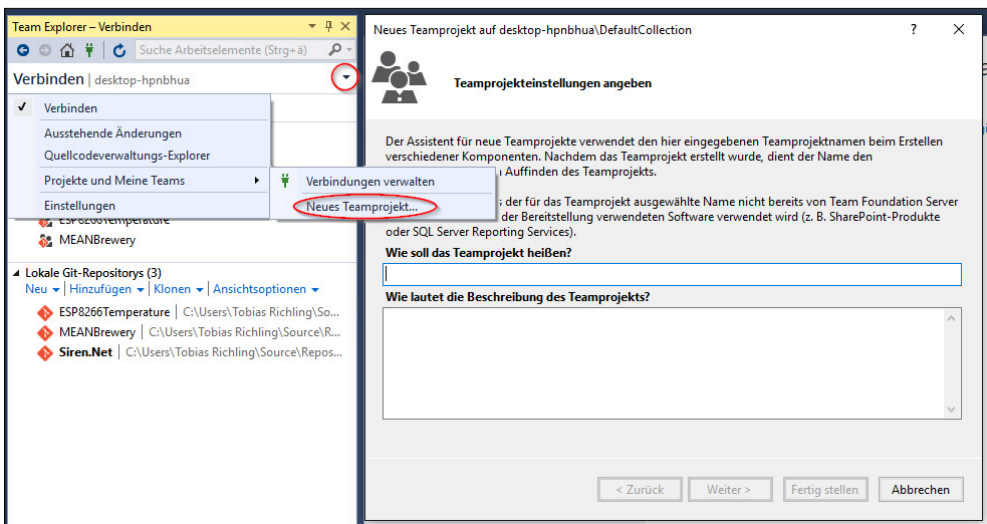 Team Explorer – Verbinden
Suche Arbeitselemente (Strg+ä)
Verbinden | desktop-hpnbhua
Verbinden
Ausstehende Änderungen
Quellcodeverwaltungs-Explorer
Projekte und Meine Teams
Einstellungen
Verbindungen verwalten
Neues Teamprojekt...
ESP8266Temperature
MEANBrewery
Lokale Git-Repositorys (3)
Neu | Hinzufügen | Klonen | Ansichtsoptionen
ESP8266Temperature | C:\Users\Tobias Richling\So...
MEANBrewery | C:\Users\Tobias Richling\Source\R...
Siren.Net | C:\Users\Tobias Richling\Source\Repos...
Neues Teamprojekt auf desktop-hpnbhua\DefaultCollection
Teamprojekteinstellungen angeben
Der Assistent für neue Teamprojekte verwendet den hier eingegebenen Teamprojektnamen beim Erstellen
verschiedener Komponenten. Nachdem das Teamprojekt erstellt wurde, dient der Name den
Auffinden des Teamprojekts.
der für das Teamprojekt ausgewählte Name nicht bereits von Team Foundation Server
der Bereitstellung verwendeten Software verwendet wird (z. B. SharePoint-Produkte
oder SQL Server Reporting Services).
Wie soll das Teamprojekt heißen?
Wie lautet die Beschreibung des Teamprojekts?
< Zurück
Weiter >
Fertig stellen
Abbrechen